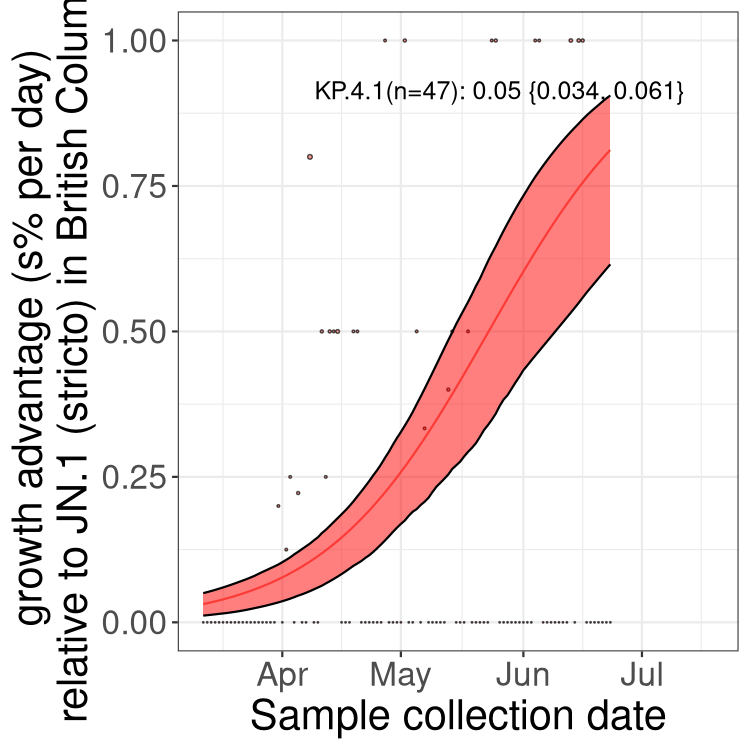 growth advantage (s% per day)
relative to JN.1 (stricto) in British Colum
1.00
0.75
0.50
0.25
0.00
KP.4.1(n=47): 0.05 {0.034, 0.061}
Apr May Jun Jul
Sample collection date